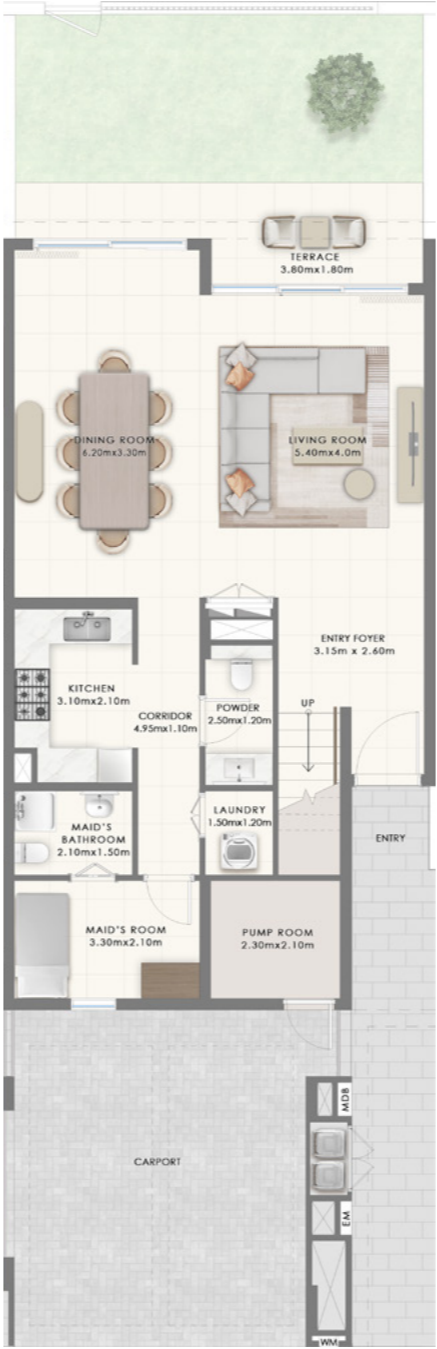 TERRACE
3.80mx1.80m
DINING ROOM
6.20mx3.30m
LIVING ROOM
5.40mx4.0m
ENTRY FOYER
3.15m x 2.60m
KITCHEN
3.10mx2.10m
CORRIDOR
4.95mx1.10m
POWDER
2.50mx1.20m
UP
LAUNDRY
1.50mx1.20m
MAID'S
BATHROOM
2.10mx1.50m
ENTRY
MAID'S ROOM
3.30mx2.10m
PUMP ROOM
2.30mx2.10m
MDB
CARPORT
EM
WM